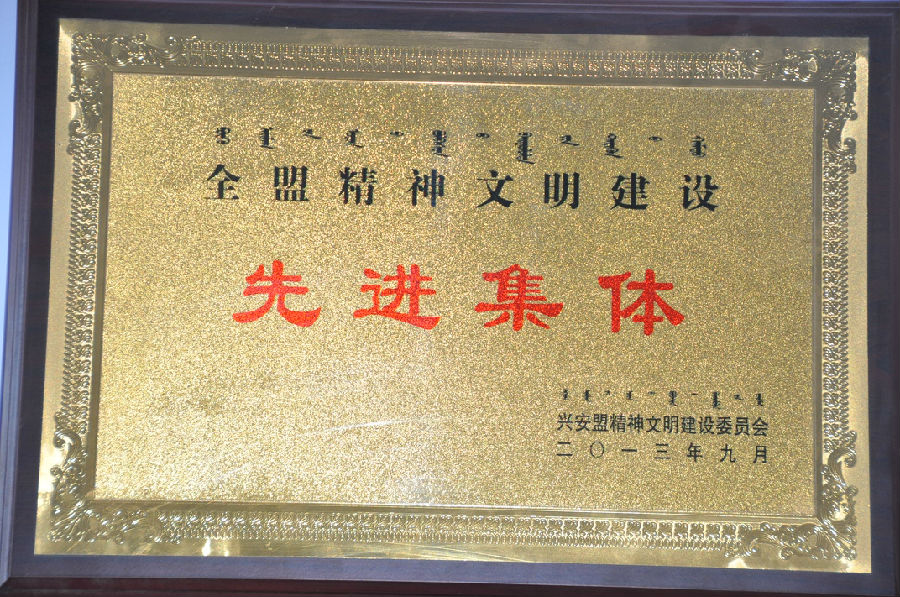 全盟精神文明建设
先进集体
兴安盟精神文明建设委员会
二〇一三年九月